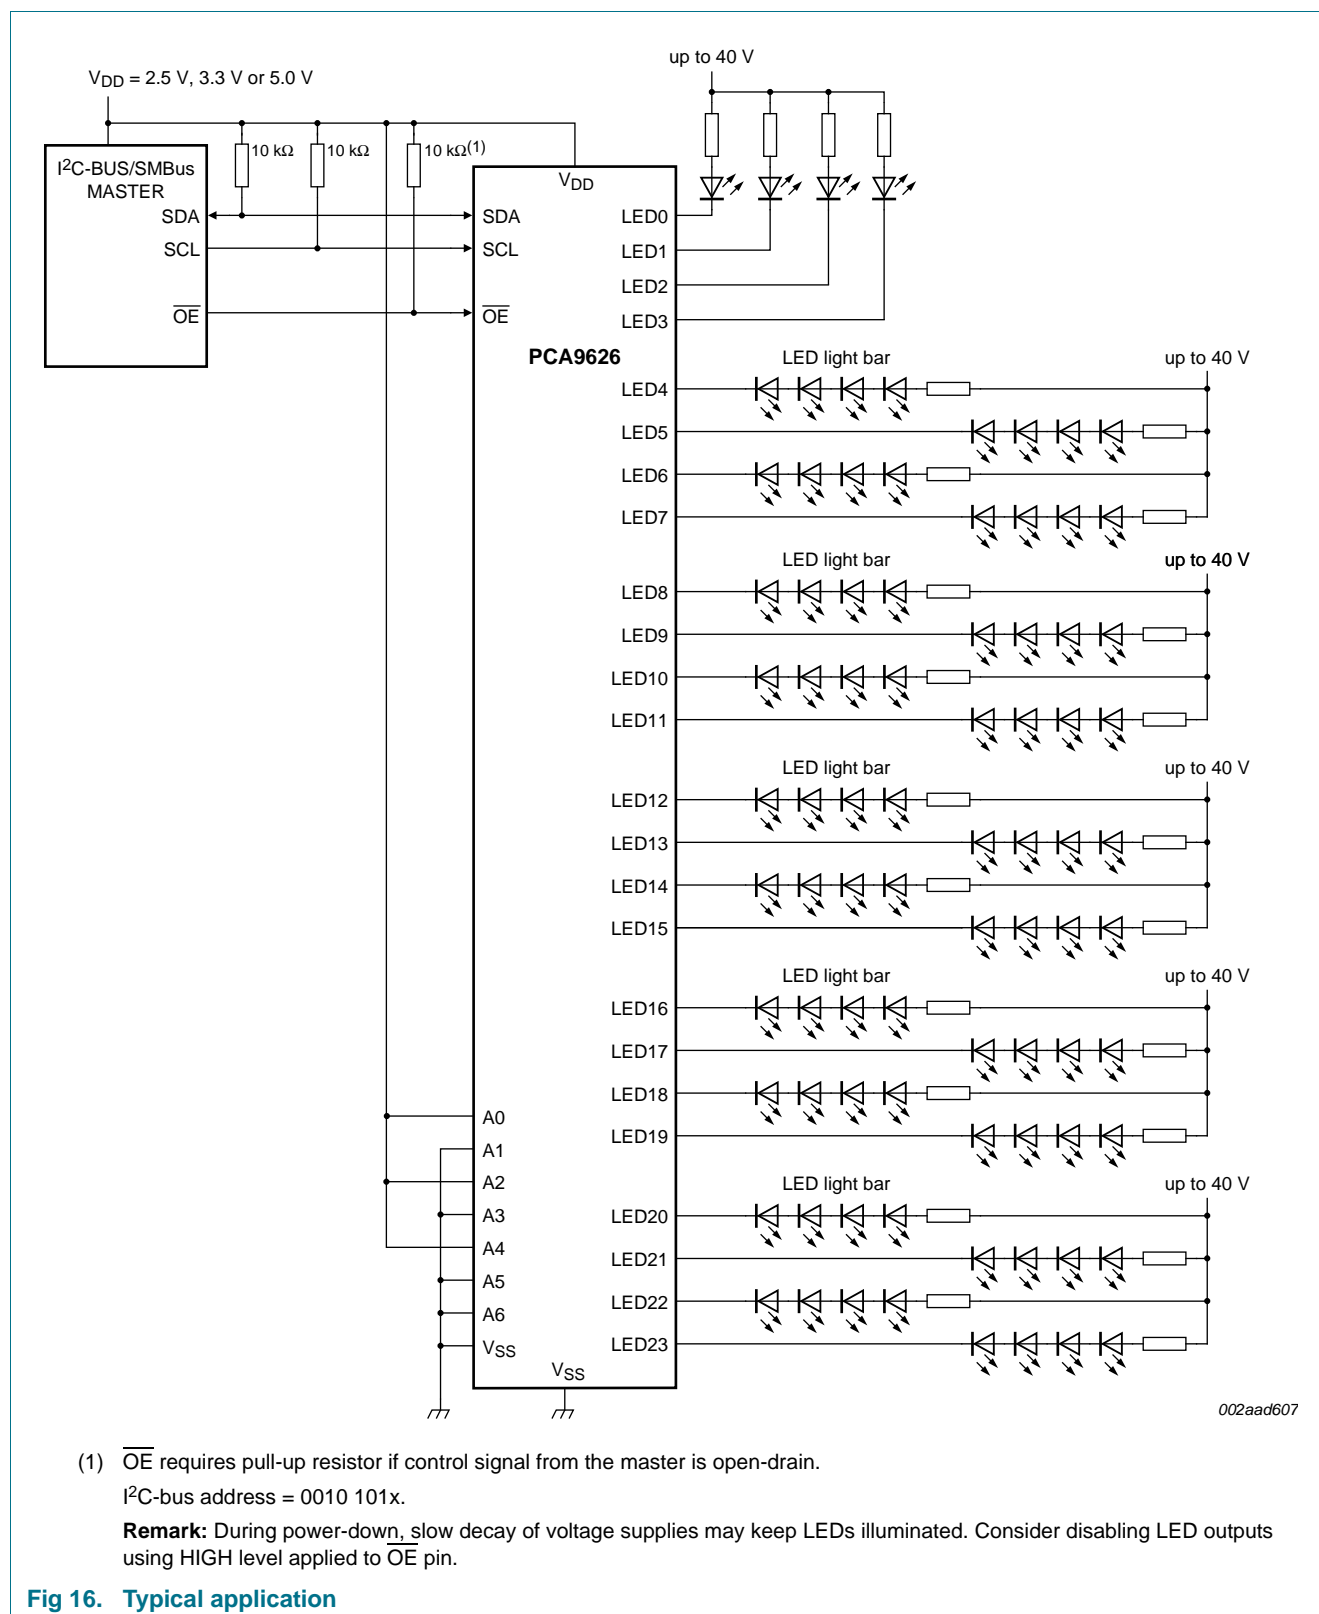 up to 40 V
VDD = 2.5 V, 3.3 V or 5.0 V
10 kΩ
10 kΩ
10 kΩ(1)
I2C-BUS/SMBus
MASTER
SDA
SCL
OE
VDD
SDA
SCL
OE
PCA9626
LED0
LED1
LED2
LED3
LED light bar
up to 40 V
LED4
LED5
LED6
LED7
LED light bar
up to 40 V
LED8
LED9
LED10
LED11
LED light bar
up to 40 V
LED12
LED13
LED14
LED15
LED light bar
up to 40 V
LED16
LED17
LED18
LED19
A0
A1
A2
A3
A4
A5
A6
VSS
VSS
LED light bar
up to 40 V
LED20
LED21
LED22
LED23
002aad607
(1) OE requires pull-up resistor if control signal from the master is open-drain.
I2C-bus address = 0010 101x.
Remark: During power-down, slow decay of voltage supplies may keep LEDs illuminated. Consider disabling LED outputs
using HIGH level applied to OE pin.
Fig 16. Typical application